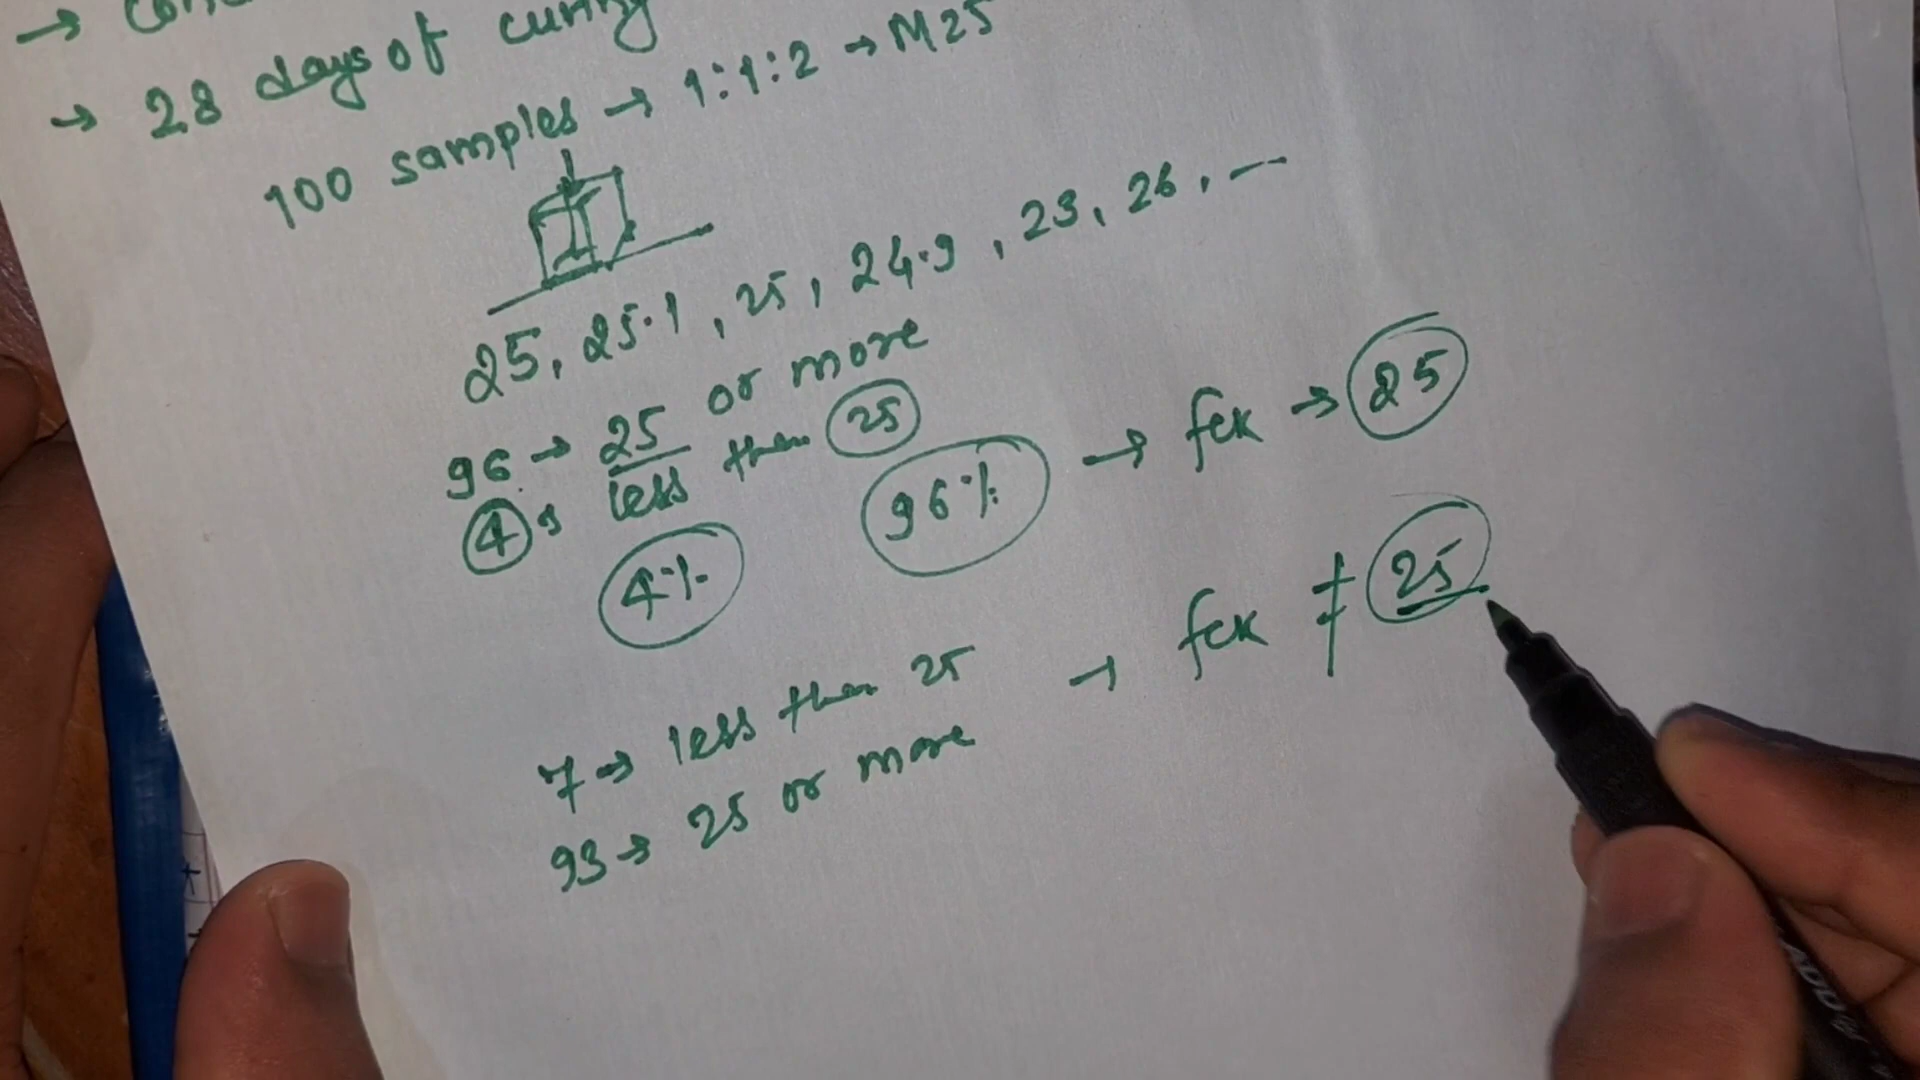 →
→ 28 days of curing
100 samples → 1:1:2 → M25
25, 25.1, 25, 24.9, 23, 26, —
96 → 25 or more
4 → less then 25
4% 96% → fck → 25
7 → less then 25 → fck ≠ 25
93 → 25 or more